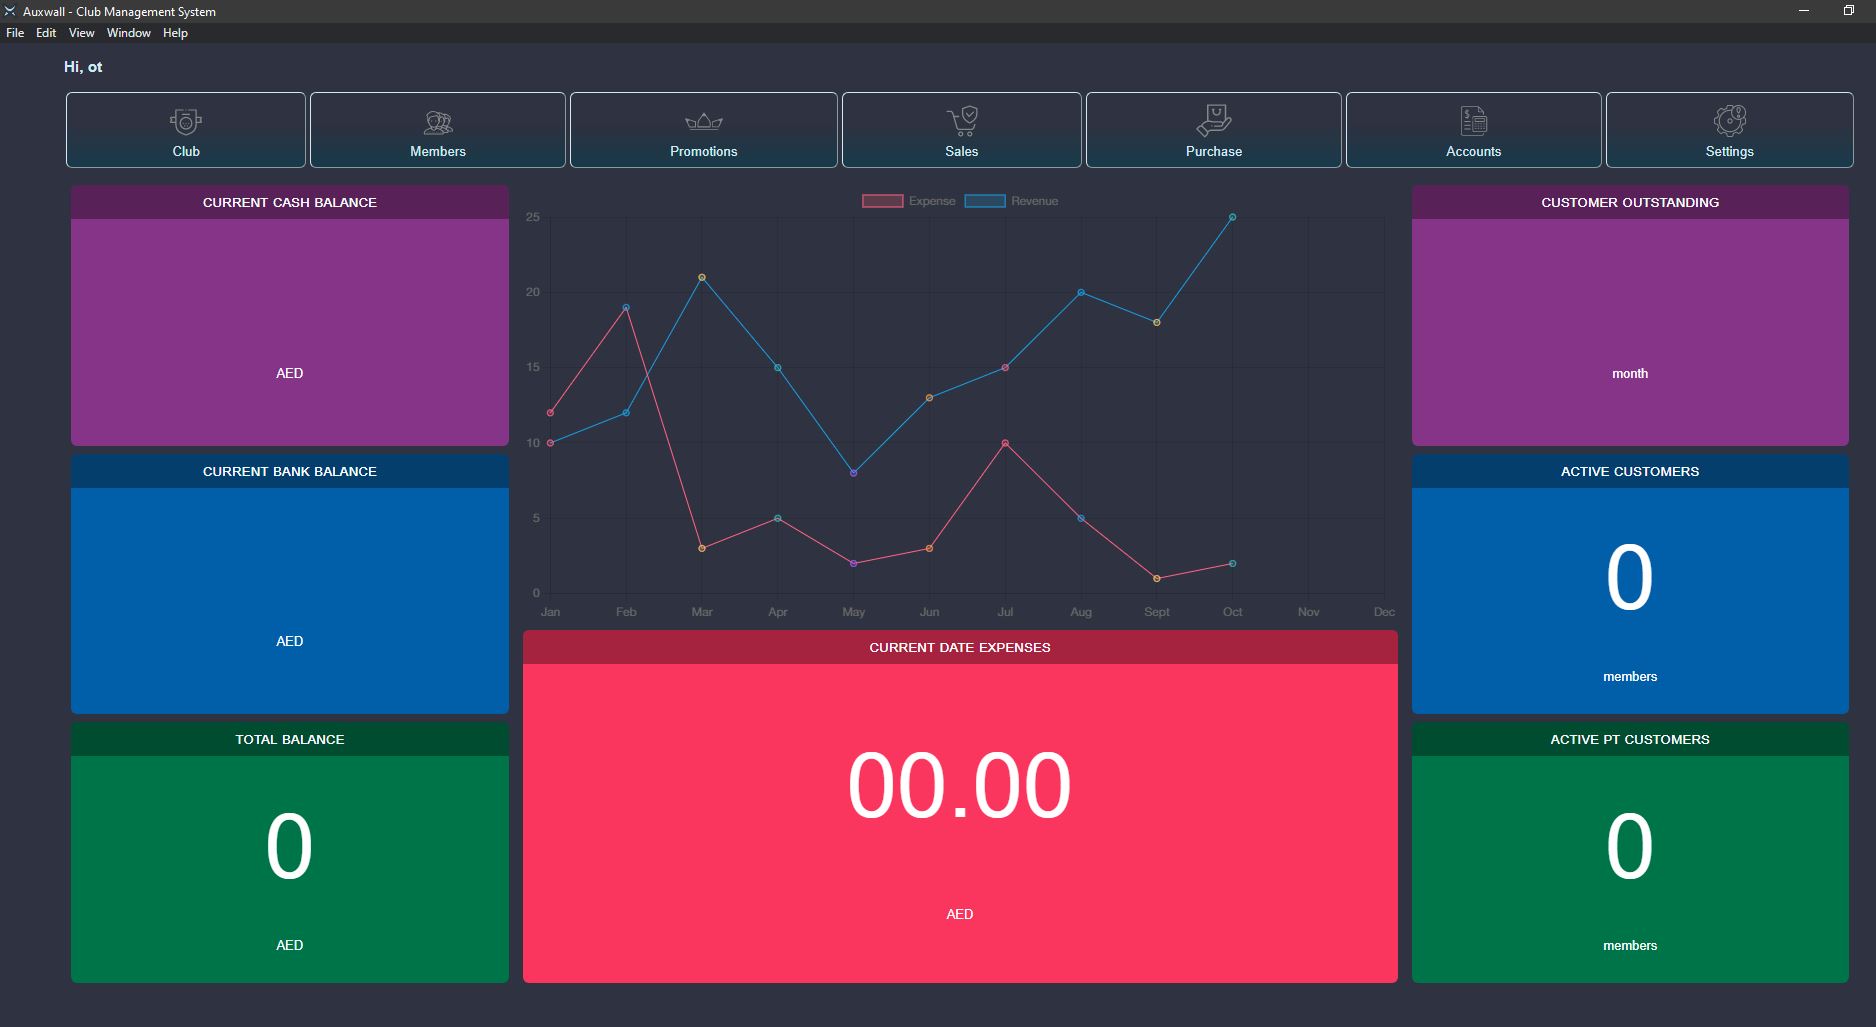 Auxwall - Club Management System
File Edit View Window Help
Hi, ot
Club Members Promotions Sales Purchase Accounts Settings
CURRENT CASH BALANCE
AED
CURRENT BANK BALANCE
AED
TOTAL BALANCE
0
AED
Expense Revenue
25
20
15
10
5
0
Jan Feb Mar Apr May Jun Jul Aug Sept Oct Nov Dec
CURRENT DATE EXPENSES
00.00
AED
CUSTOMER OUTSTANDING
month
ACTIVE CUSTOMERS
0
members
ACTIVE PT CUSTOMERS
0
members